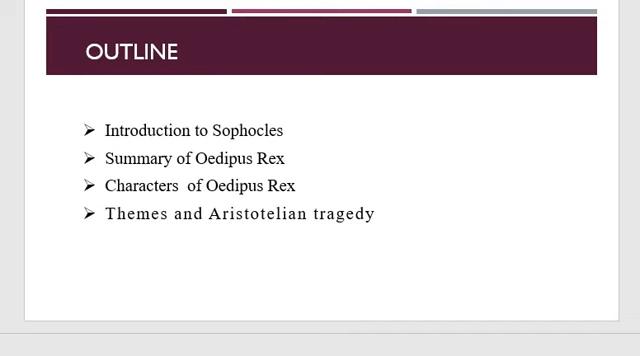 OUTLINE
Introduction to Sophocles
Summary of Oedipus Rex
Characters  of Oedipus Rex
Themes and Aristotelian tragedy